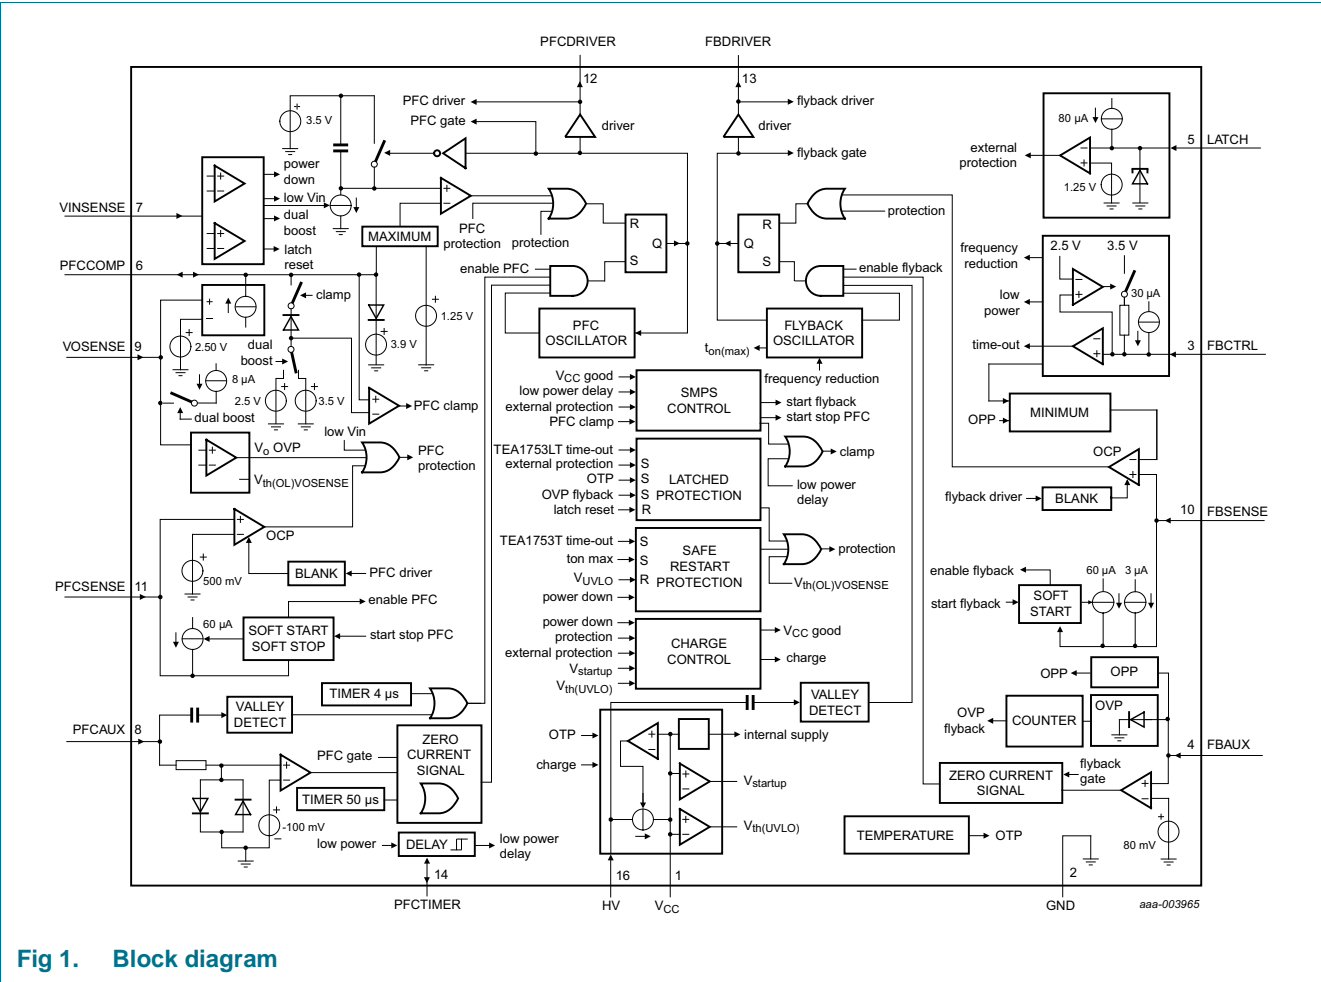 PFCDRIVER
FBDRIVER
12
13
PFC driver
flyback driver
PFC gate
driver
driver
flyback gate
3.5 V
80 µA
5
LATCH
external
protection
1.25 V
power
down
low Vin
dual
boost
latch
reset
VINSENSE
7
MAXIMUM
PFC
protection
protection
R
Q
S
R
Q
S
protection
PFCCOMP
6
enable PFC
enable flyback
frequency
reduction
2.5 V
3.5 V
low
power
30 µA
clamp
1.25 V
PFC
OSCILLATOR
FLYBACK
OSCILLATOR
ton(max)
frequency reduction
time-out
3
FBCTRL
VOSENSE
9
2.50 V
dual
boost
3.9 V
8 µA
2.5 V
3.5 V
dual boost
PFC clamp
VCC good
low power delay
external protection
PFC clamp
SMPS
CONTROL
start flyback
start stop PFC
OPP
MINIMUM
low Vin
Vo OVP
PFC
protection
Vth(OL)VOSENSE
clamp
low power
delay
TEA1753LT time-out
external protection
OTP
OVP flyback
latch reset
S
S
S
R
LATCHED
PROTECTION
OCP
flyback driver
BLANK
10
FBSENSE
OCP
500 mV
BLANK
PFC driver
PFCSENSE
11
TEA1753T time-out
ton max
VUVLO
power down
S
S
R
SAFE
RESTART
PROTECTION
protection
Vth(OL)VOSENSE
enable flyback
start flyback
SOFT
START
60 µA
3 µA
enable PFC
60 µA
SOFT START
SOFT STOP
start stop PFC
power down
protection
external protection
Vstartup
Vth(UVLO)
CHARGE
CONTROL
VCC good
charge
OPP
OPP
TIMER 4 µs
VALLEY
DETECT
VALLEY
DETECT
OVP
flyback
COUNTER
OVP
PFCAUX
8
PFC gate
ZERO
CURRENT
SIGNAL
TIMER 50 µs
-100 mV
OTP
charge
internal supply
Vstartup
Vth(UVLO)
4
FBAUX
ZERO CURRENT
SIGNAL
flyback
gate
80 mV
low power
DELAY
low power
delay
TEMPERATURE
OTP
14
16
1
2
PFCTIMER
HV
VCC
GND
aaa-003965
Fig 1. Block diagram